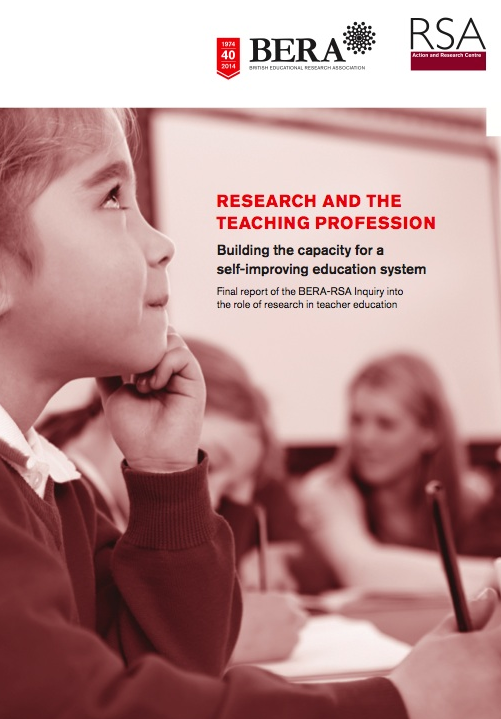 1974
40
2014
BERA
BRITISH EDUCATIONAL RESEARCH ASSOCIATION
RSA
Action and Research Centre
RESEARCH AND THE
TEACHING PROFESSION
Building the capacity for a
self-improving education system
Final report of the BERA-RSA Inquiry into
the role of research in teacher education